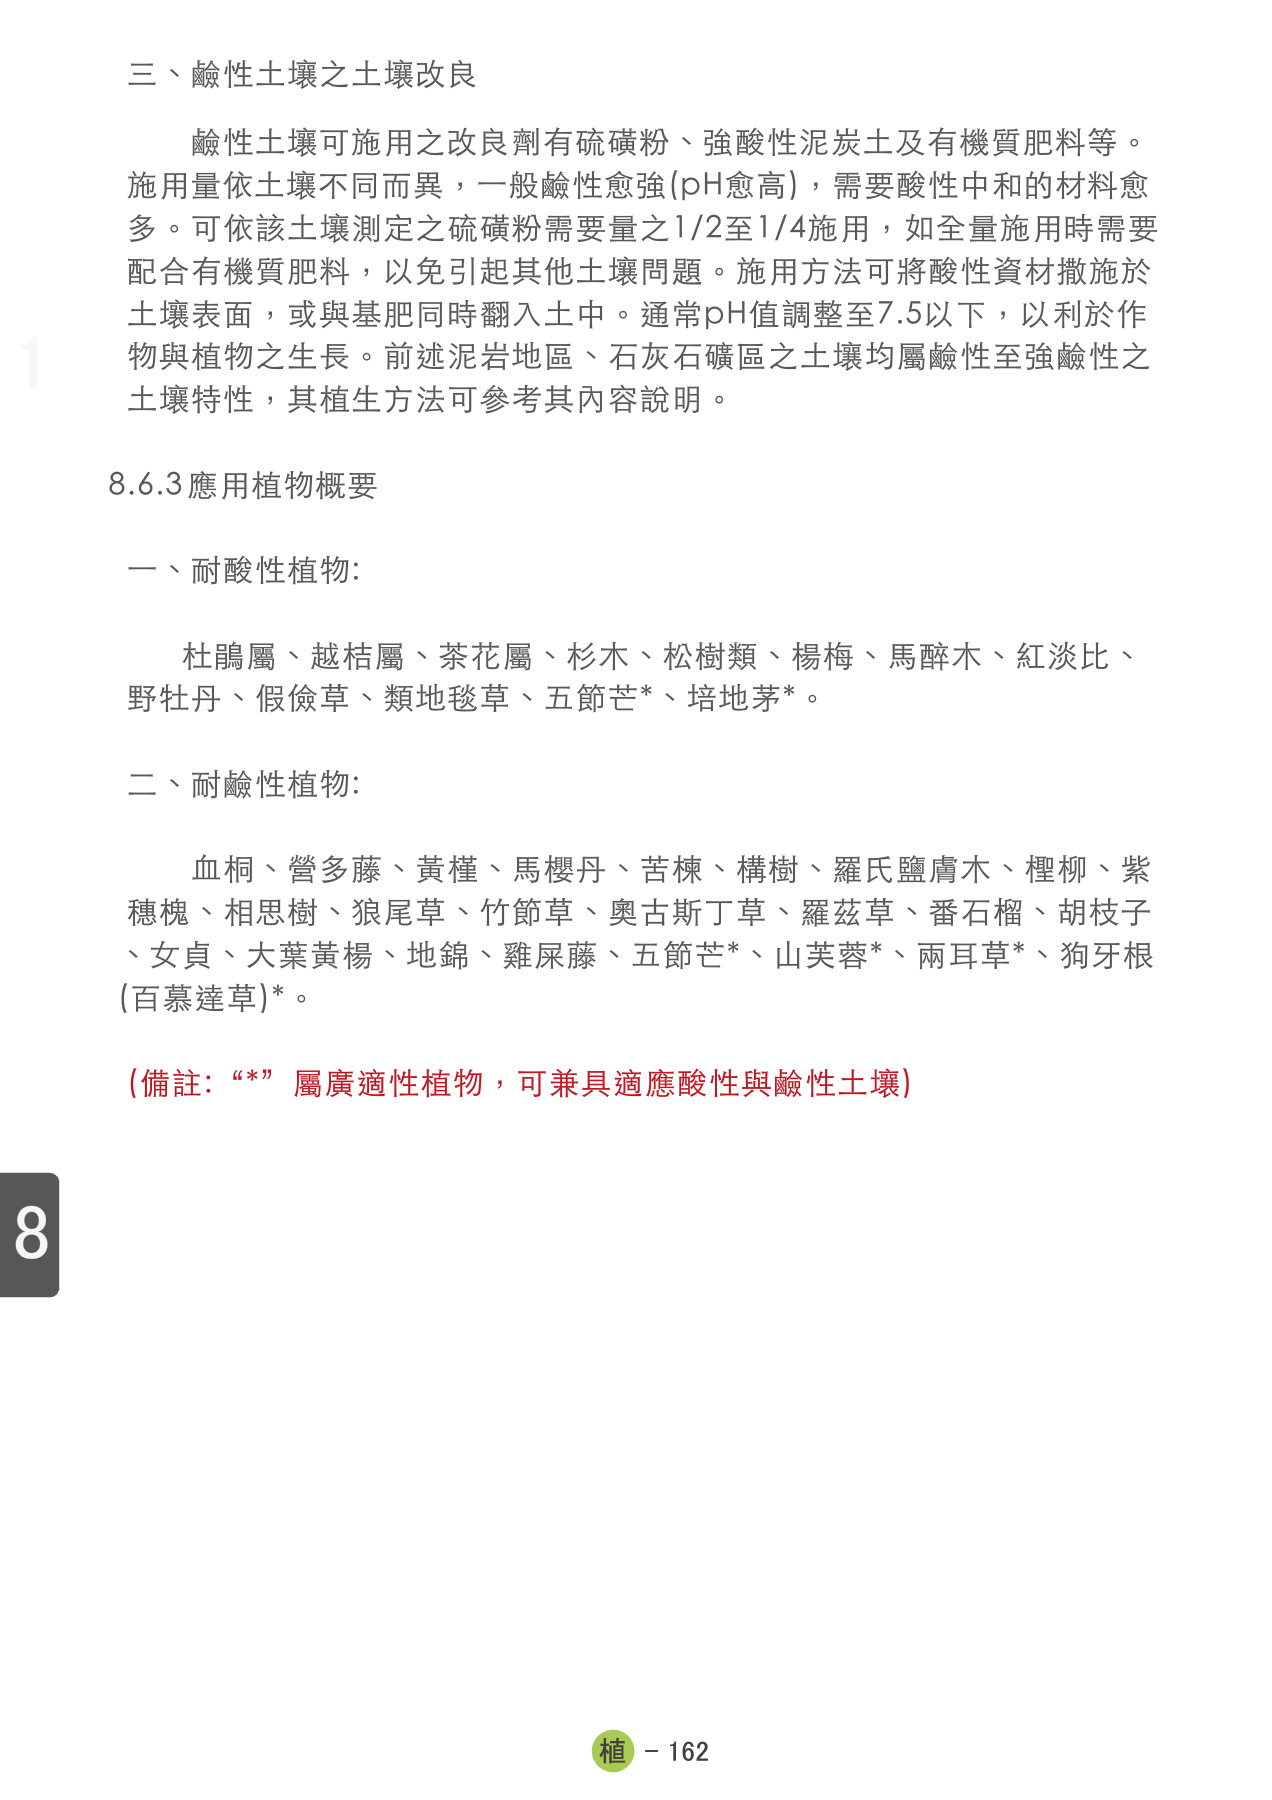 三、鹼性土壤之土壤改良
鹼性土壤可施用之改良劑有硫磺粉、強酸性泥炭土及有機質肥料等。
施用量依土壤不同而異，一般鹼性愈強(pH愈高)，需要酸性中和的材料愈
多。可依該土壤測定之硫磺粉需要量之1/2至1/4施用，如全量施用時需要
配合有機質肥料，以免引起其他土壤問題。施用方法可將酸性資材撒施於
土壤表面，或與基肥同時翻入土中。通常pH值調整至7.5以下，以利於作
物與植物之生長。前述泥岩地區、石灰石礦區之土壤均屬鹼性至強鹼性之
土壤特性，其植生方法可參考其內容說明。
1
8.6.3應用植物概要
一、耐酸性植物:
杜鵑屬、越桔屬、茶花屬、杉木、松樹類、楊梅、馬醉木、紅淡比、
野牡丹、假儉草、類地毯草、五節芒*、培地茅*。
二、耐鹼性植物:
血桐、營多藤、黃槿、馬櫻丹、苦楝、構樹、羅氏鹽膚木、檉柳、紫
穗槐、相思樹、狼尾草、竹節草、奧古斯丁草、羅茲草、番石榴、胡枝子
、女貞、大葉黃楊、地錦、雞屎藤、五節芒*、山芙蓉*、兩耳草*、狗牙根
(百慕達草)*。
(備註: “*” 屬廣適性植物，可兼具適應酸性與鹼性土壤)
8
植 – 162